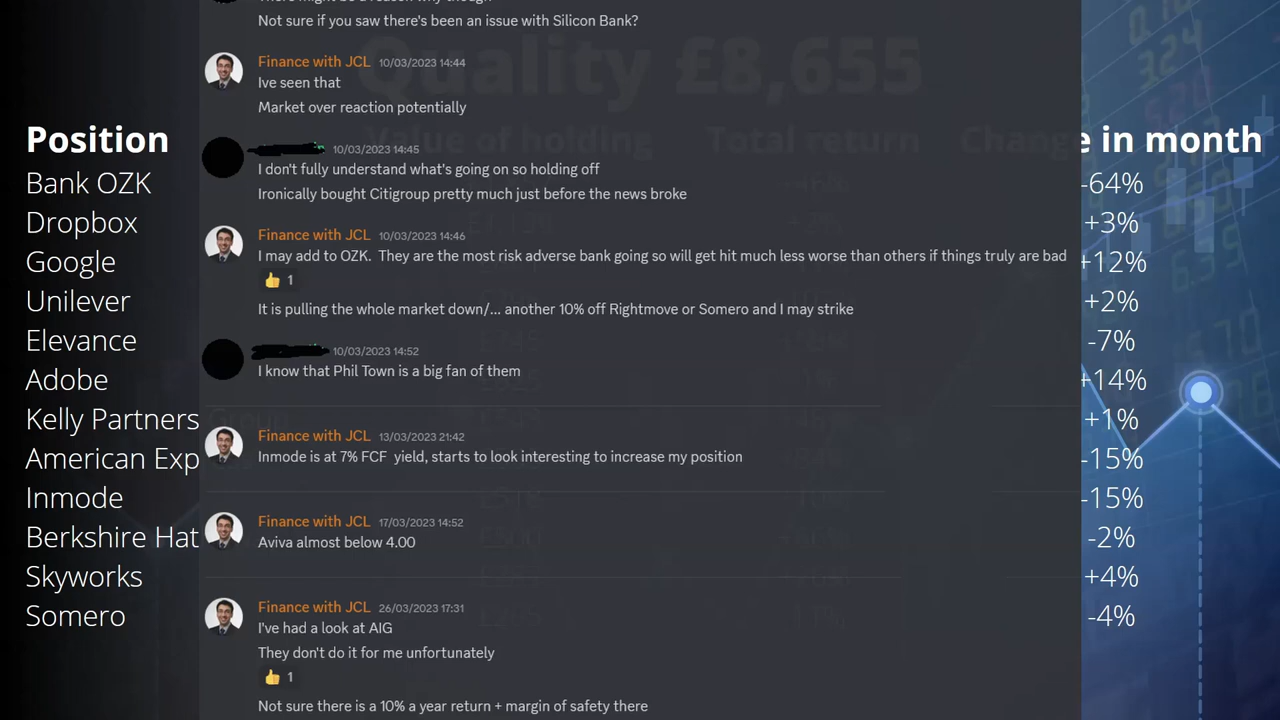 Not sure if you saw there's been an issue with Silicon Bank?
Quality £8,655
Position
Value of holding
Total return
Change in month
Finance with JCL 10/03/2023 14:44
Ive seen that
Market over reaction potentially
10/03/2023 14:45
I don't fully understand what's going on so holding off
Ironically bought Citigroup pretty much just before the news broke
Finance with JCL 10/03/2023 14:46
I may add to OZK. They are the most risk adverse bank going so will get hit much less worse than others if things truly are bad
👍 1
It is pulling the whole market down/... another 10% off Rightmove or Somero and I may strike
10/03/2023 14:52
I know that Phil Town is a big fan of them
Finance with JCL 13/03/2023 21:42
Inmode is at 7% FCF yield, starts to look interesting to increase my position
Finance with JCL 17/03/2023 14:52
Aviva almost below 4.00
Finance with JCL 26/03/2023 17:31
I've had a look at AIG
They don't do it for me unfortunately
👍 1
Not sure there is a 10% a year return + margin of safety there
Bank OZK -64%
Dropbox +3%
Google +12%
Unilever +2%
Elevance -7%
Adobe +14%
Kelly Partners +1%
American Exp -15%
Inmode -15%
Berkshire Hat -2%
Skyworks +4%
Somero -4%